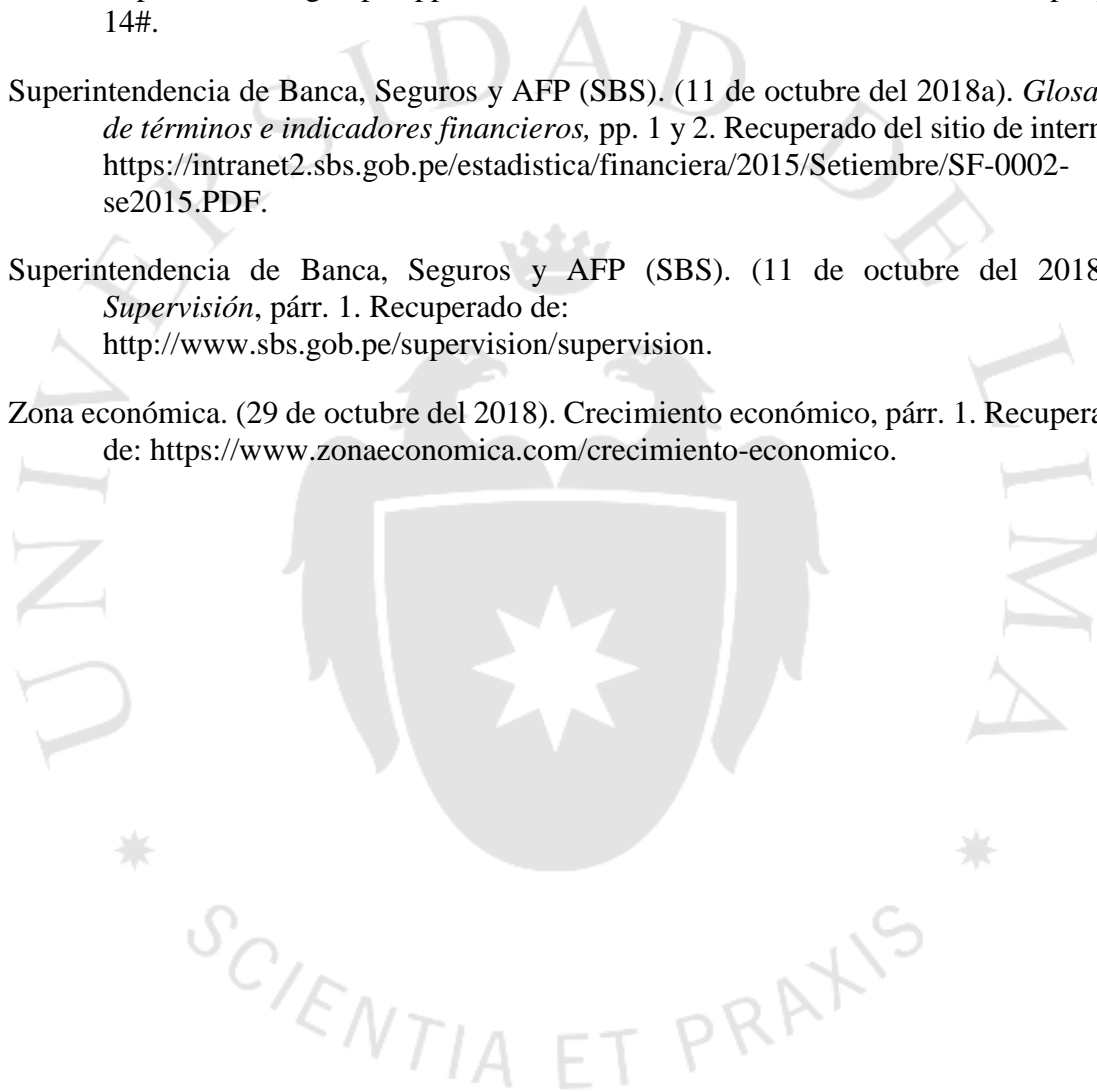 14#.
Superintendencia de Banca, Seguros y AFP (SBS). (11 de octubre del 2018a). Glosa
de términos e indicadores financieros, pp. 1 y 2. Recuperado del sitio de intern
https://intranet2.sbs.gob.pe/estadistica/financiera/2015/Setiembre/SF-0002-
se2015.PDF.
Superintendencia de Banca, Seguros y AFP (SBS). (11 de octubre del 2018
Supervisión, párr. 1. Recuperado de:
http://www.sbs.gob.pe/supervision/supervision.
Zona económica. (29 de octubre del 2018). Crecimiento económico, párr. 1. Recupera
de: https://www.zonaeconomica.com/crecimiento-economico.
UNIVERSIDAD DE LIMA
SCIENTIA ET PRAXIS